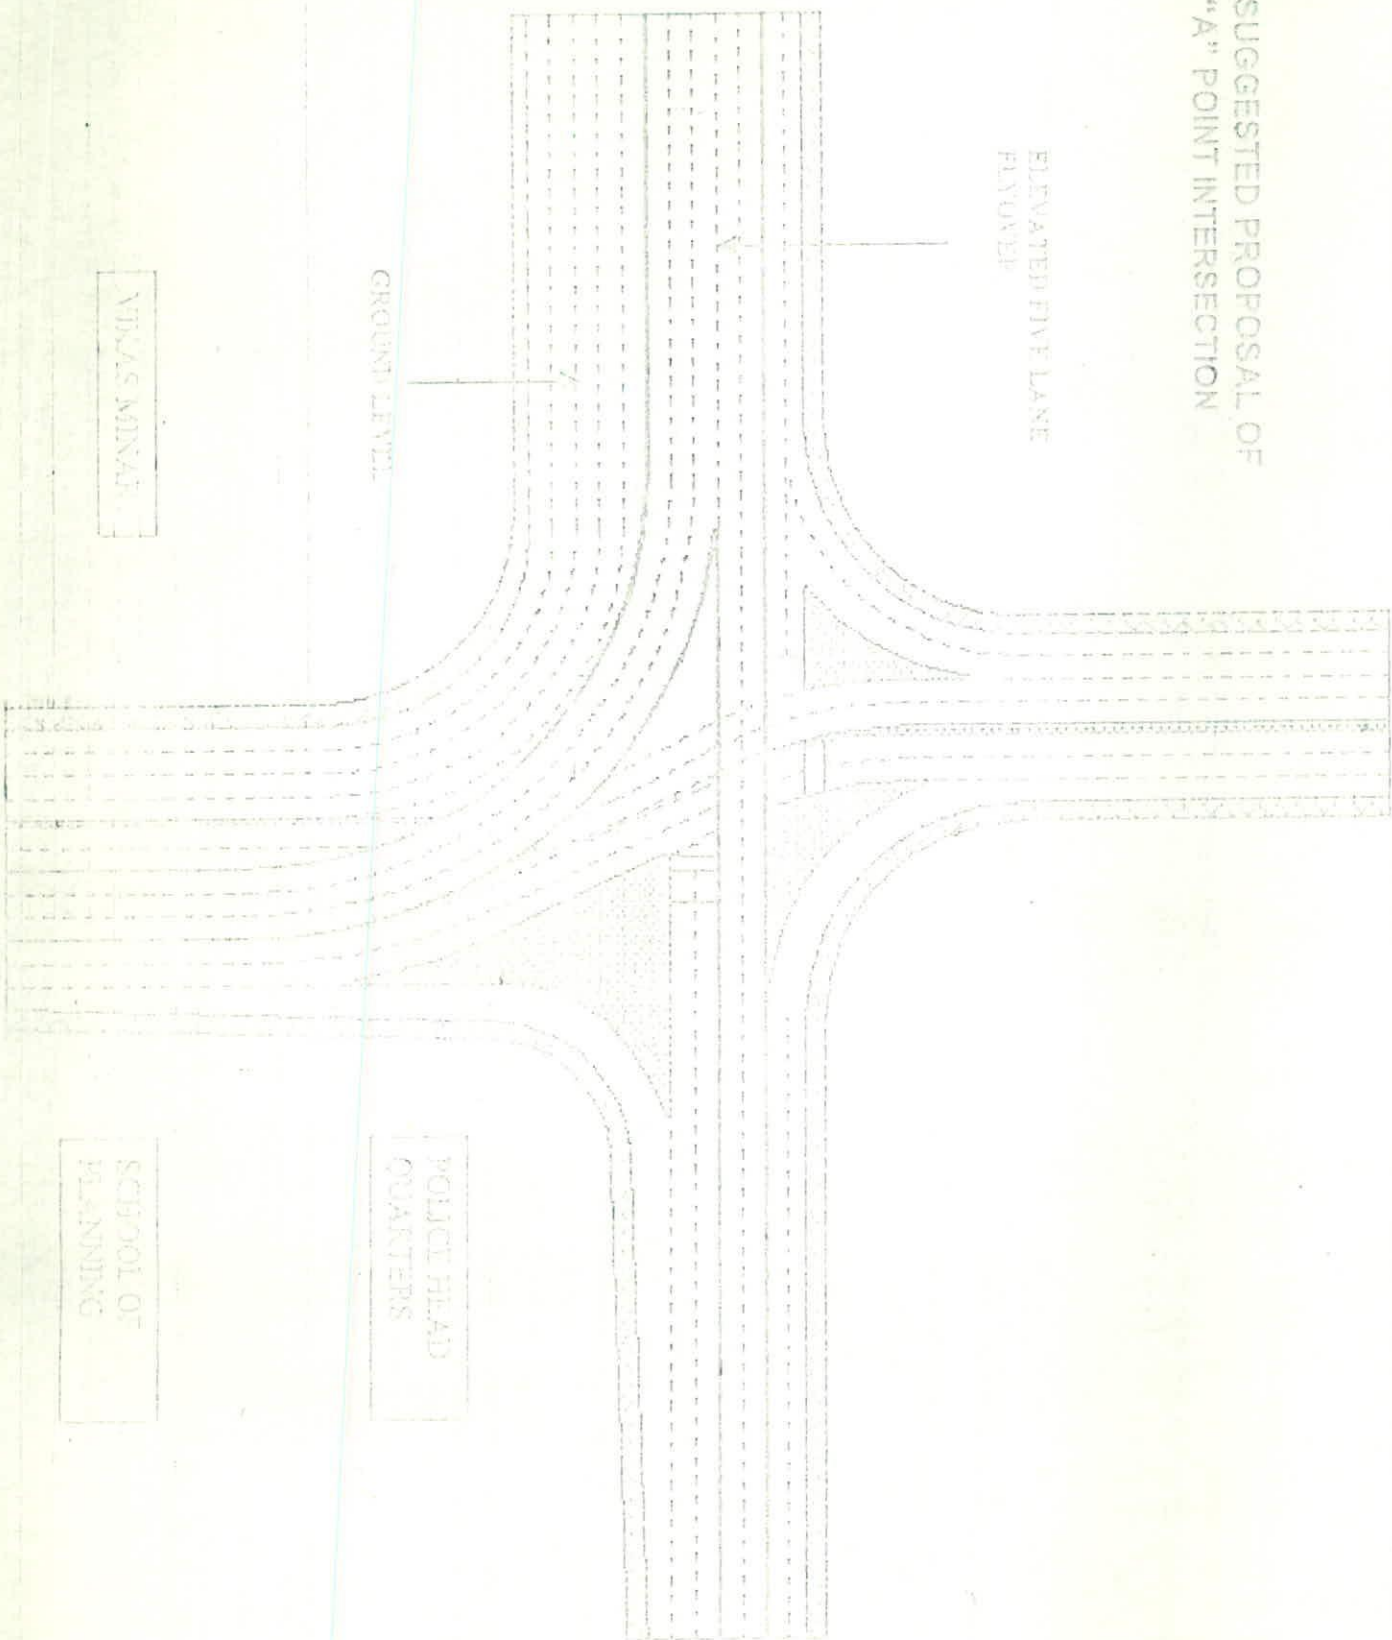 SUGGESTED PROPOSAL OF
"A" POINT INTERSECTION
ELEVATED FIVE LANE
FLYOVER
GROUND LEVEL
VIKAS MINAR
POLICE HEAD
QUARTERS
SCHOOL OF
PLANNING